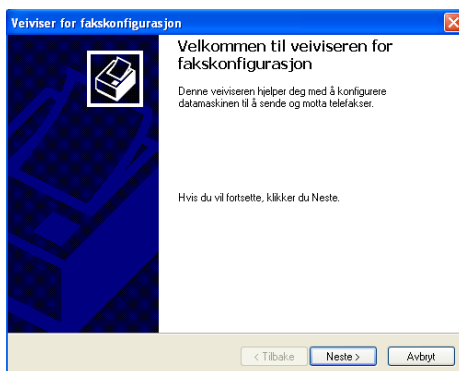 Veiviser for fakskonfigurasjon
Velkommen til veiviseren for
fakskonfigurasjon
Denne veiviseren hjelper deg med å konfigurere
datamaskinen til å sende og motta telefakser.
Hvis du vil fortsette, klikker du Neste.
< Tilbake Neste > Avbryt